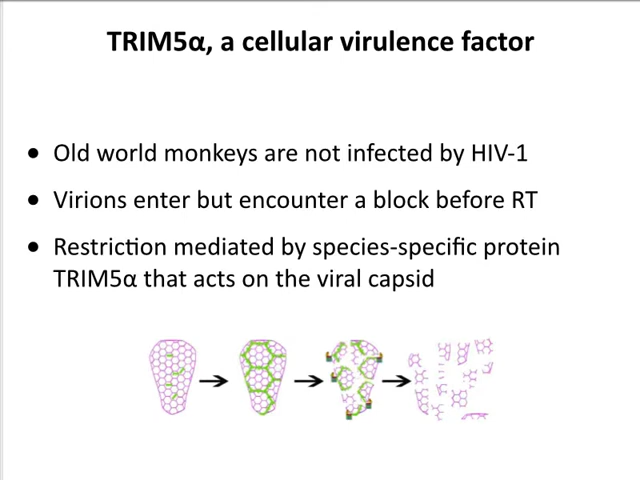 TRIM5α, a cellular virulence factor
• Old world monkeys are not infected by HIV-1
• Virions enter but encounter a block before RT
• Restriction mediated by species-specific protein
TRIM5α that acts on the viral capsid